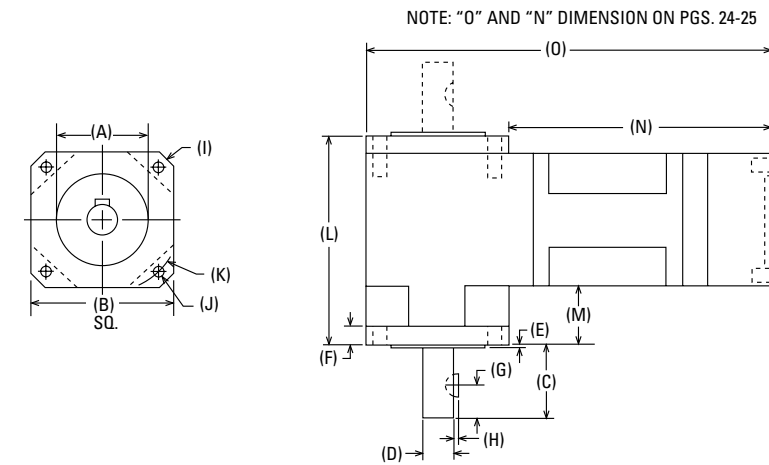 NOTE: “O” AND “N” DIMENSION ON PGS. 24-25
(O)
(A)
(N)
(I)
(L)
(K)
(B)
SQ.
(J)
(M)
(E)
(F)
(G)
(C)
(H)
(D)